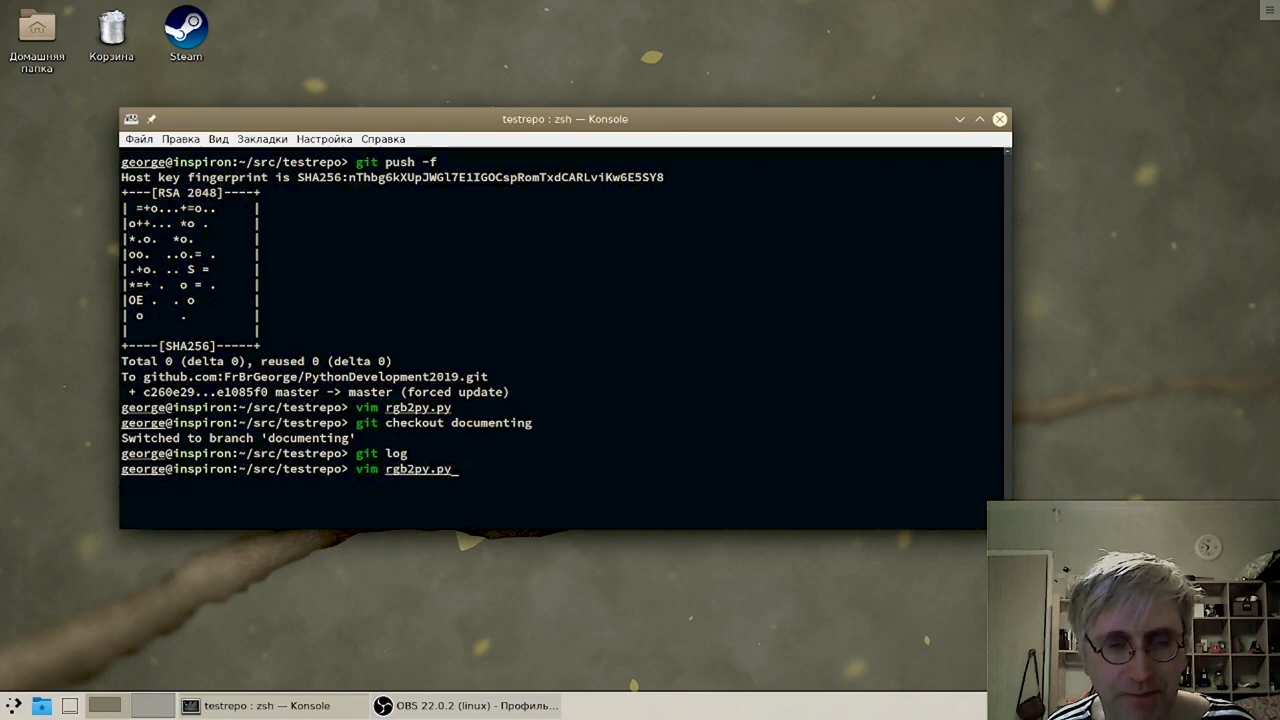 Домашняя
папка
Корзина
Steam
testrepo : zsh — Konsole
Файл Правка Вид Закладки Настройка Справка
george@inspiron:~/src/testrepo> git push -f
Host key fingerprint is SHA256:nThbg6kXUpJWGl7E1IGOCspRomTxdCARLviKw6E5SY8
+---[RSA 2048]----+
| =+o...+=o..     |
|o++... *o .      |
|*.o.  *o.        |
|oo.  ..o.= .     |
|.+o. .. S =      |
|*=+ .  o = .     |
|OE .  . o        |
| o     .         |
|                 |
+----[SHA256]-----+
Total 0 (delta 0), reused 0 (delta 0)
To github.com:FrBrGeorge/PythonDevelopment2019.git
 + c260e29...e1085f0 master -> master (forced update)
george@inspiron:~/src/testrepo> vim rgb2py.py
george@inspiron:~/src/testrepo> git checkout documenting
Switched to branch 'documenting'
george@inspiron:~/src/testrepo> git log
george@inspiron:~/src/testrepo> vim rgb2py.py_
testrepo : zsh — Konsole
OBS 22.0.2 (linux) - Профиль...